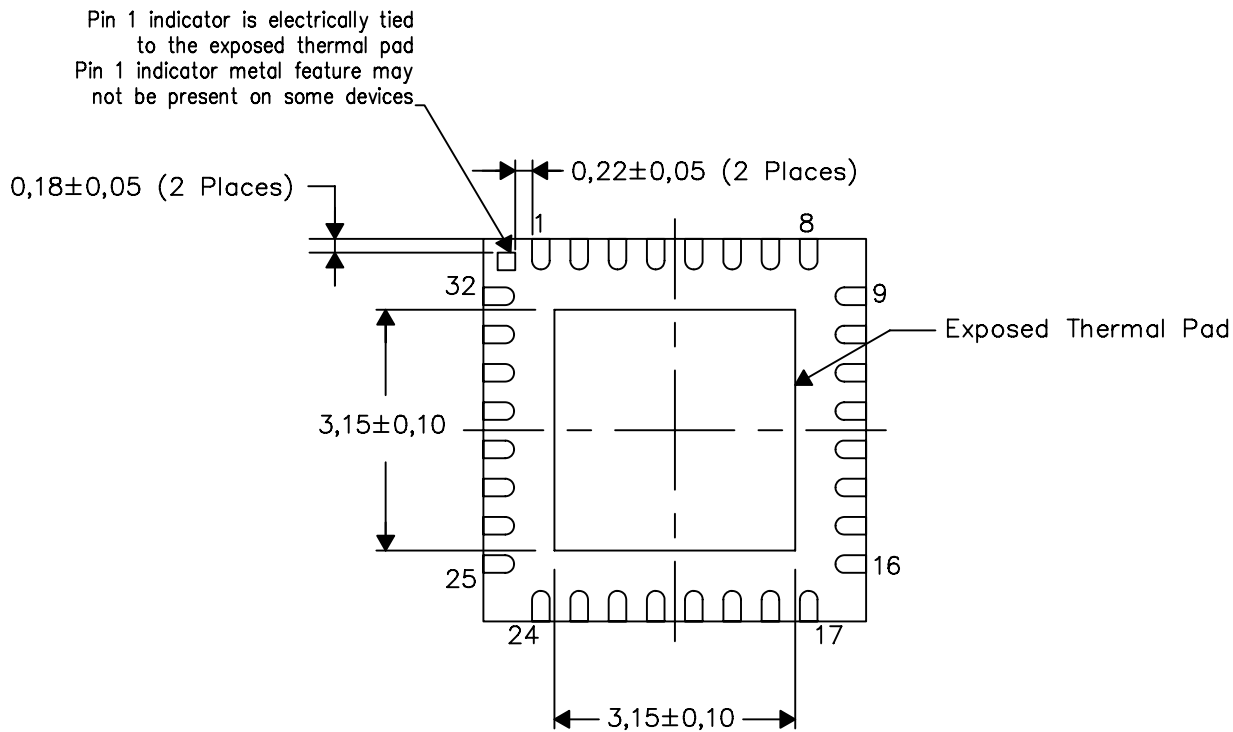 Pin 1 indicator is electrically tied
to the exposed thermal pad
Pin 1 indicator metal feature may
not be present on some devices
0,18±0,05 (2 Places)
0,22±0,05 (2 Places)
1
8
32
9
Exposed Thermal Pad
3,15±0,10
25
16
24
17
3,15±0,10